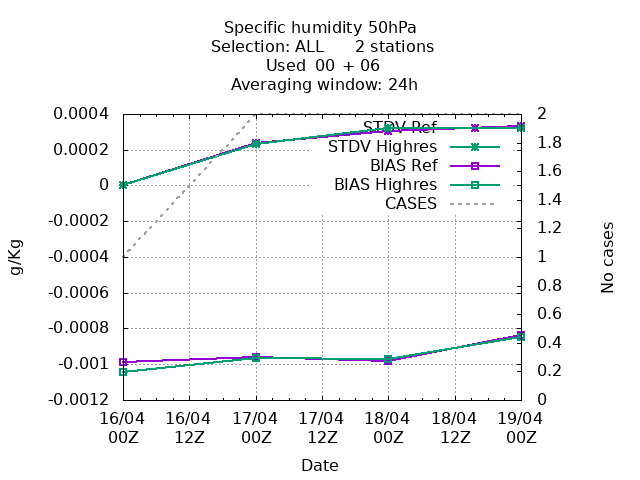 Specific humidity 50hPa
Selection: ALL 2 stations
Used 00 + 06
Averaging window: 24h
0.0004
0.0002
0
-0.0002
-0.0004
-0.0006
-0.0008
-0.001
-0.0012
g/Kg
STDV Ref
STDV Highres
BIAS Ref
BIAS Highres
CASES
2
1.8
1.6
1.4
1.2
1
0.8
0.6
0.4
0.2
0
No cases
16/04 16/04 17/04 17/04 18/04 18/04 19/04
00Z 12Z 00Z 12Z 00Z 12Z 00Z
Date